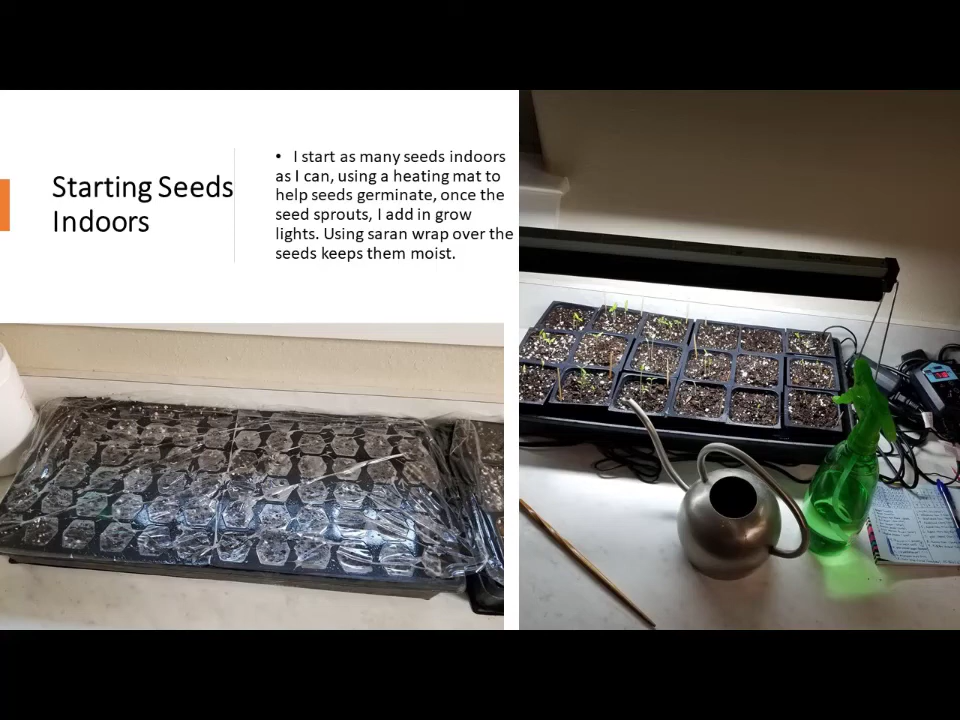 Starting Seeds
Indoors
• I start as many seeds indoors
as I can, using a heating mat to
help seeds germinate, once the
seed sprouts, I add in grow
lights. Using saran wrap over the
seeds keeps them moist.